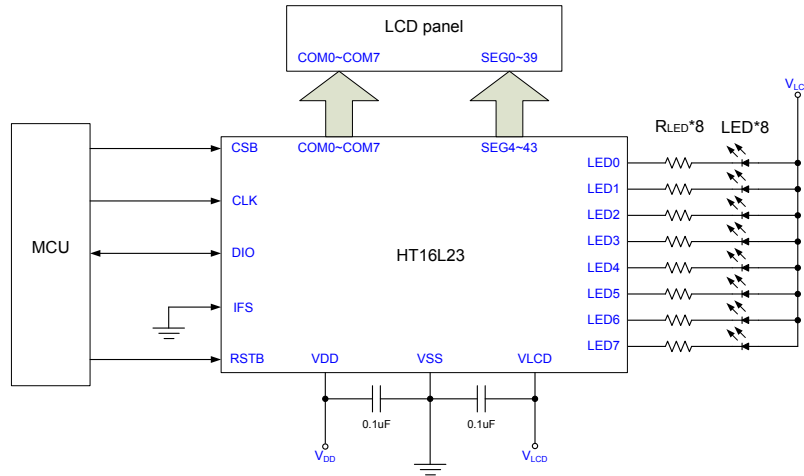 LCD panel
COM0~COM7 SEG0~39
VLC
RLED*8 LED*8
CSB COM0~COM7 SEG4~43
LED0
LED1
CLK
LED2
MCU
DIO HT16L23 LED3
LED4
IFS LED5
LED6
RSTB VDD VSS VLCD LED7
0.1uF 0.1uF
VDD VLCD